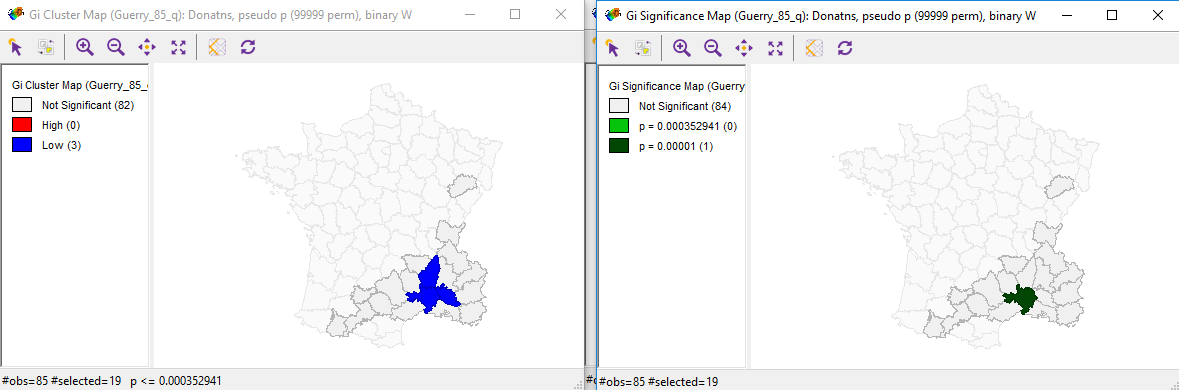 Gi Cluster Map (Guerry_85_q): Donatns, pseudo p (99999 perm), binary W
Gi Cluster Map (Guerry_85_
Not Significant (82)
High (0)
Low (3)
#obs=85 #selected=19 p <= 0.000352941
Gi Significance Map (Guerry_85_q): Donatns, pseudo p (99999 perm), binary W
Gi Significance Map (Guerry
Not Significant (84)
p = 0.000352941 (0)
p = 0.00001 (1)
#obs=85 #selected=19